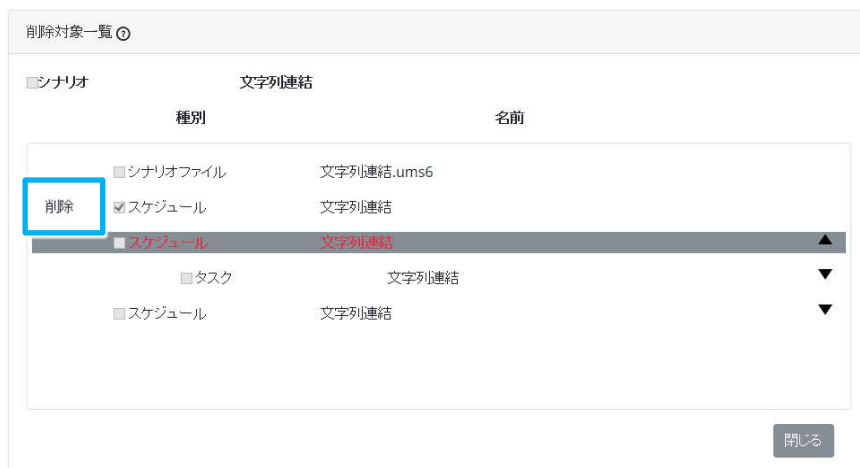 削除対象一覧 ?
シナリオ 文字列連結
種別 名前
シナリオファイル 文字列連結.ums6
削除 スケジュール 文字列連結
スケジュール 文字列連結
タスク 文字列連結
スケジュール 文字列連結
閉じる